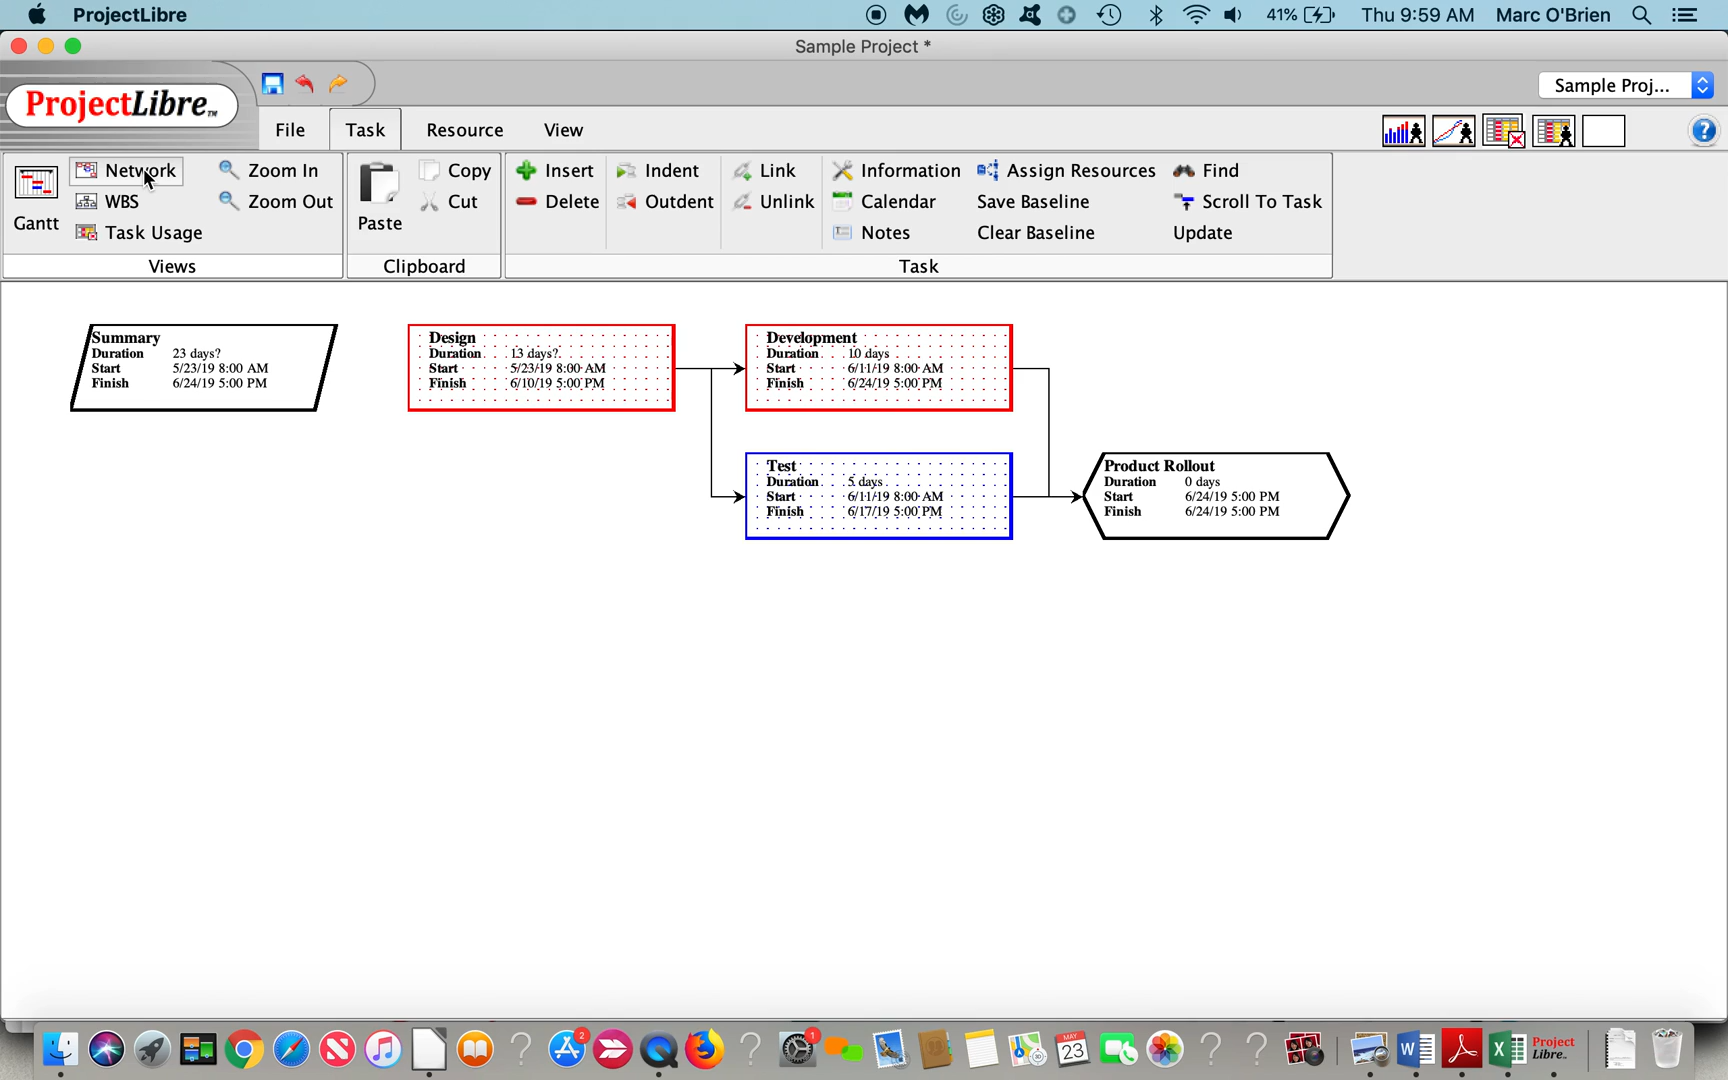 ProjectLibre
41%
Thu 9:59 AM
Marc O'Brien
Sample Project *
ProjectLibre™
Sample Proj...
File
Task
Resource
View
?
Gantt
Network
WBS
Task Usage
Zoom In
Zoom Out
Views
Paste
Copy
Cut
Clipboard
Insert
Delete
Indent
Outdent
Link
Unlink
Information
Calendar
Notes
Assign Resources
Save Baseline
Clear Baseline
Find
Scroll To Task
Update
Task
Summary
Duration 23 days?
Start 5/23/19 8:00 AM
Finish 6/24/19 5:00 PM
Design
Duration 13 days?
Start 5/23/19 8:00 AM
Finish 6/10/19 5:00 PM
Development
Duration 10 days
Start 6/11/19 8:00 AM
Finish 6/24/19 5:00 PM
Test
Duration 5 days
Start 6/11/19 8:00 AM
Finish 6/17/19 5:00 PM
Product Rollout
Duration 0 days
Start 6/24/19 5:00 PM
Finish 6/24/19 5:00 PM
?
2
?
1
MAY
23
?
?
W
X
Project
Libre